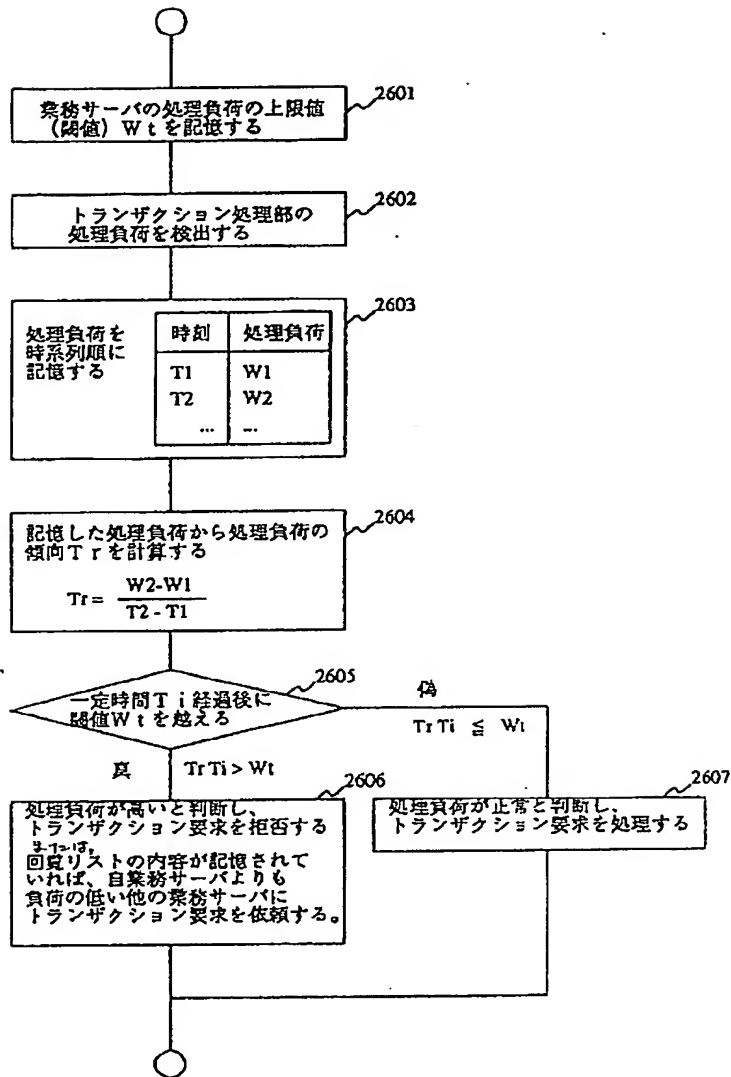 2601
業務サーバの処理負荷の上限値
(閾値) Wtを記憶する
2602
トランザクション処理部の
処理負荷を検出する
2603
処理負荷を
時系列順に
記憶する
時刻 処理負荷
T1 W1
T2 W2
... ...
2604
記憶した処理負荷から処理負荷の
傾向Trを計算する
Tr = W2-W1
T2 - T1
2605
一定時間Ti経過後に
閾値Wtを越える
偽
TrTi ≦ Wt
真 TrTi > Wt
2606
処理負荷が高いと判断し、
トランザクション要求を拒否する
または、
回覧リストの内容が記憶されて
いれば、自業務サーバよりも
負荷の低い他の業務サーバに
トランザクション要求を依頼する。
2607
処理負荷が正常と判断し、
トランザクション要求を処理する